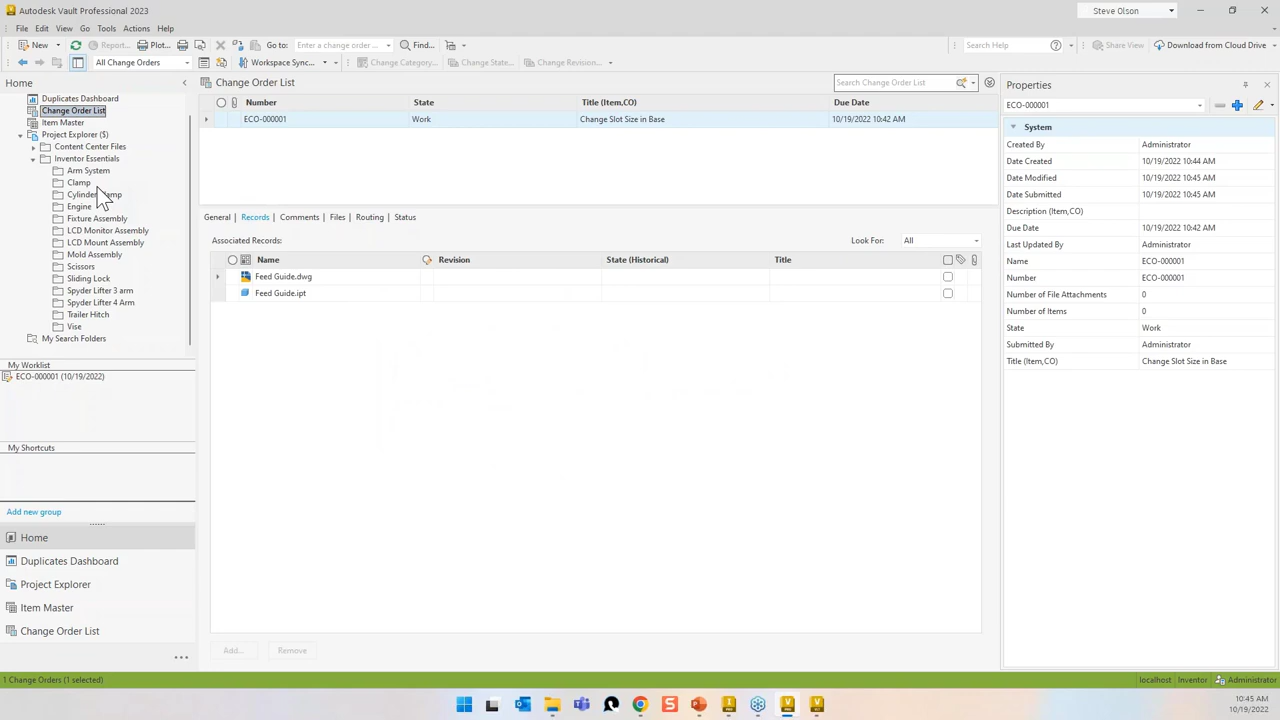 Autodesk Vault Professional 2023
Steve Olson
File Edit View Go Tools Actions Help
New Report... Plot... Go to: Enter a change order... Find... Search Help Share View Download from Cloud Drive
All Change Orders Workspace Sync... Change Category... Change State... Change Revision...
Home
Duplicates Dashboard
Change Order List
Item Master
Project Explorer ($)
Content Center Files
Inventor Essentials
Arm System
Clamp
Engine
Fixture Assembly
LCD Monitor Assembly
LCD Mount Assembly
Mold Assembly
Scissors
Sliding Lock
Spyder Lifter 3 arm
Spyder Lifter 4 Arm
Trailer Hitch
Vise
My Search Folders
My Worklist
ECO-000001 (10/19/2022)
My Shortcuts
Add new group
Home
Duplicates Dashboard
Project Explorer
Item Master
Change Order List
Change Order List
Search Change Order List
Number State Title (Item,CO) Due Date
ECO-000001 Work Change Slot Size in Base 10/19/2022 10:42 AM
General | Records | Comments | Files | Routing | Status
Associated Records: Look For: All
Name Revision State (Historical) Title
Feed Guide.dwg
Feed Guide.ipt
Add... Remove
Properties
ECO-000001
System
Created By Administrator
Date Created 10/19/2022 10:44 AM
Date Modified 10/19/2022 10:45 AM
Date Submitted 10/19/2022 10:45 AM
Description (Item,CO)
Due Date 10/19/2022 10:42 AM
Last Updated By Administrator
Name ECO-000001
Number ECO-000001
Number of File Attachments 0
Number of Items 0
State Work
Submitted By Administrator
Title (Item,CO) Change Slot Size in Base
1 Change Orders (1 selected) localhost Inventor Administrator
10:45 AM
10/19/2022